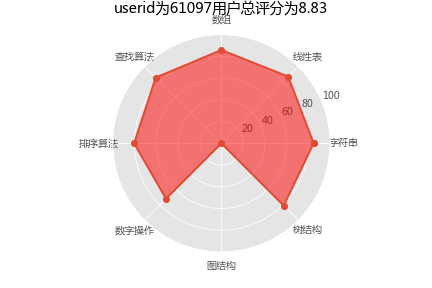 userid为61097用户总评分为8.83
数组
查找算法
线性表
100
80
60
40
20
排序算法
字符串
数字操作
树结构
图结构